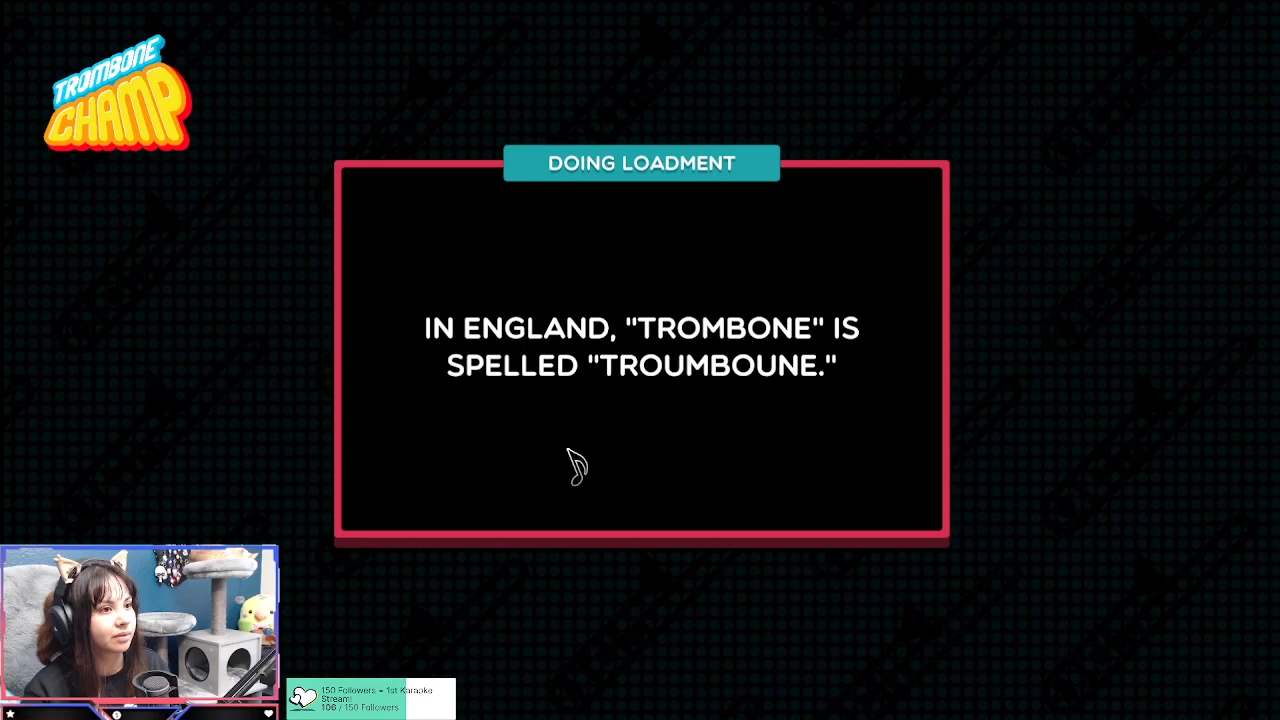 TROMBONE
CHAMP
DOING LOADMENT
IN ENGLAND, "TROMBONE" IS
SPELLED "TROUMBOUNE."
150 Followers = 1st Karaoke
Stream!
106 / 150 Followers